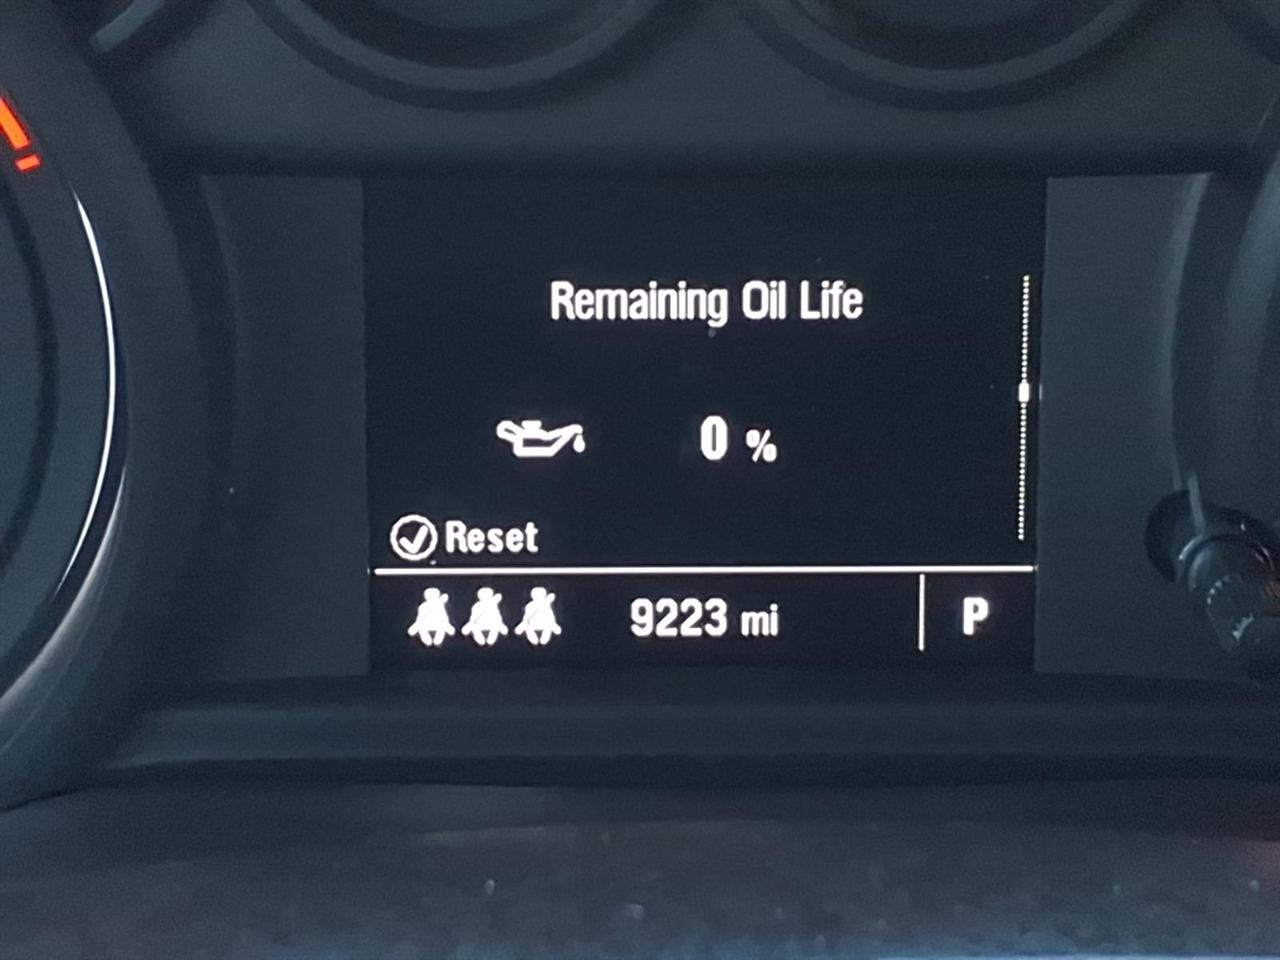 Remaining Oil Life
0 %
Reset
9223 mi P